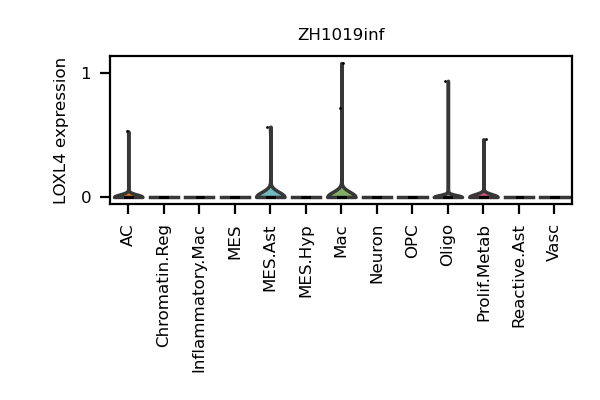 ZH1019inf
LOXL4 expression
1
0
AC
Chromatin.Reg
Inflammatory.Mac
MES
MES.Ast
MES.Hyp
Mac
Neuron
OPC
Oligo
Prolif.Metab
Reactive.Ast
Vasc